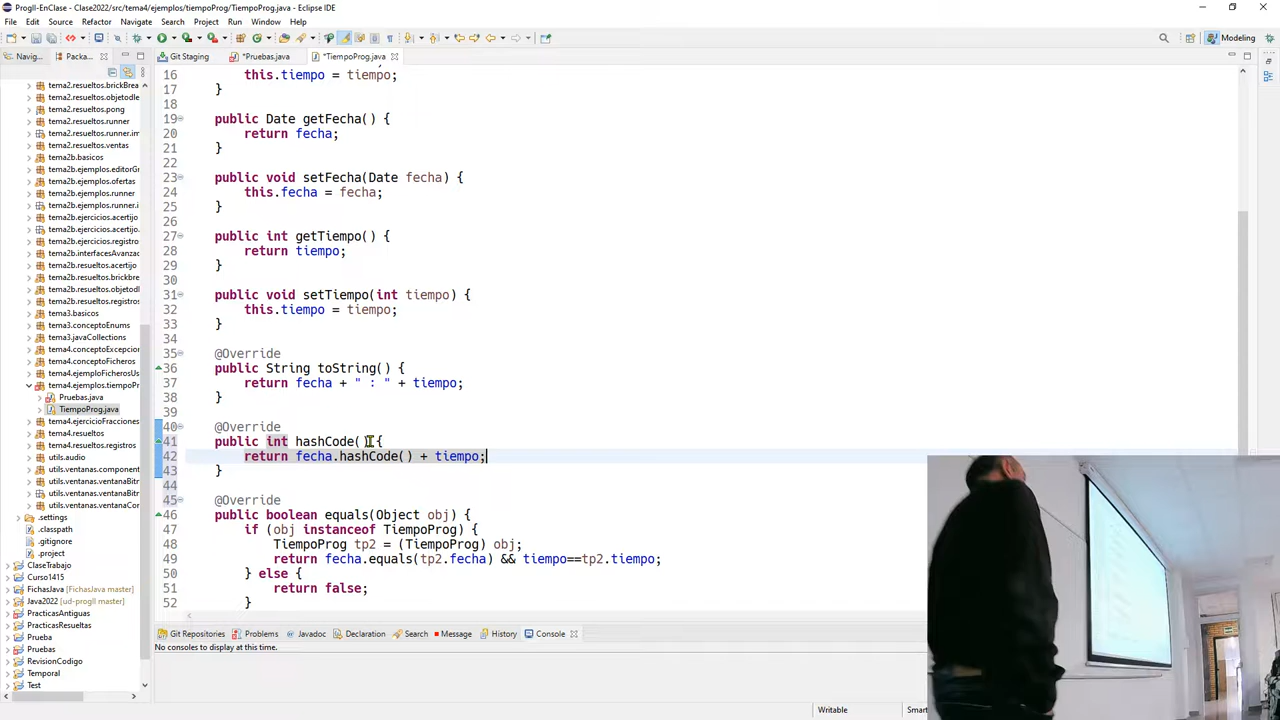 ProgII-EnClase - Clase2022/src/tema4/ejemplos/tiempoProg/TiempoProg.java - Eclipse IDE
File Edit Source Refactor Navigate Search Project Run Window Help
Modeling
Navig... Packa...
Git Staging *Pruebas.java *TiempoProg.java
tema2.resueltos.brickBrea
tema2.resueltos.objetodle
tema2.resueltos.pong
tema2.resueltos.runner
tema2.resueltos.runner.im
tema2.resueltos.ventas
tema2b.basicos
tema2b.ejemplos.editorGr
tema2b.ejemplos.ofertas
tema2b.ejemplos.runner
tema2b.ejemplos.runner.i
tema2b.ejercicios.acertijo
tema2b.ejercicios.acertijo.
tema2b.ejercicios.registro
tema2b.interfacesAvanza
tema2b.resueltos.acertijo
tema2b.resueltos.brickbre
tema2b.resueltos.objetodl
tema2b.resueltos.registros
tema3.basicos
tema3.conceptoEnums
tema3.javaCollections
tema4.conceptoExcepcion
tema4.conceptoFicheros
tema4.ejemploFicherosUs
tema4.ejemplos.tiempoPr
Pruebas.java
TiempoProg.java
tema4.ejercicioFracciones
tema4.resueltos
tema4.resueltos.registros
utils.audio
utils.ventanas.component
utils.ventanas.ventanaBit
utils.ventanas.ventanaBitn
utils.ventanas.ventanaCor
.settings
.classpath
.gitignore
.project
ClaseTrabajo
Curso1415
FichasJava [FichasJava master]
Java2022 [ud-progII master]
PracticasAntiguas
PracticasResueltas
Prueba
Pruebas
RevisionCodigo
Temporal
Test
16 this.tiempo = tiempo;
17 }
18
19 public Date getFecha() {
20 return fecha;
21 }
22
23 public void setFecha(Date fecha) {
24 this.fecha = fecha;
25 }
26
27 public int getTiempo() {
28 return tiempo;
29 }
30
31 public void setTiempo(int tiempo) {
32 this.tiempo = tiempo;
33 }
34
35 @Override
36 public String toString() {
37 return fecha + " : " + tiempo;
38 }
39
40 @Override
41 public int hashCode() {
42 return fecha.hashCode() + tiempo;
43 }
44
45 @Override
46 public boolean equals(Object obj) {
47 if (obj instanceof TiempoProg) {
48 TiempoProg tp2 = (TiempoProg) obj;
49 return fecha.equals(tp2.fecha) && tiempo==tp2.tiempo;
50 } else {
51 return false;
52 }
Git Repositories Problems Javadoc Declaration Search Message History Console
No consoles to display at this time.
Writable Smar